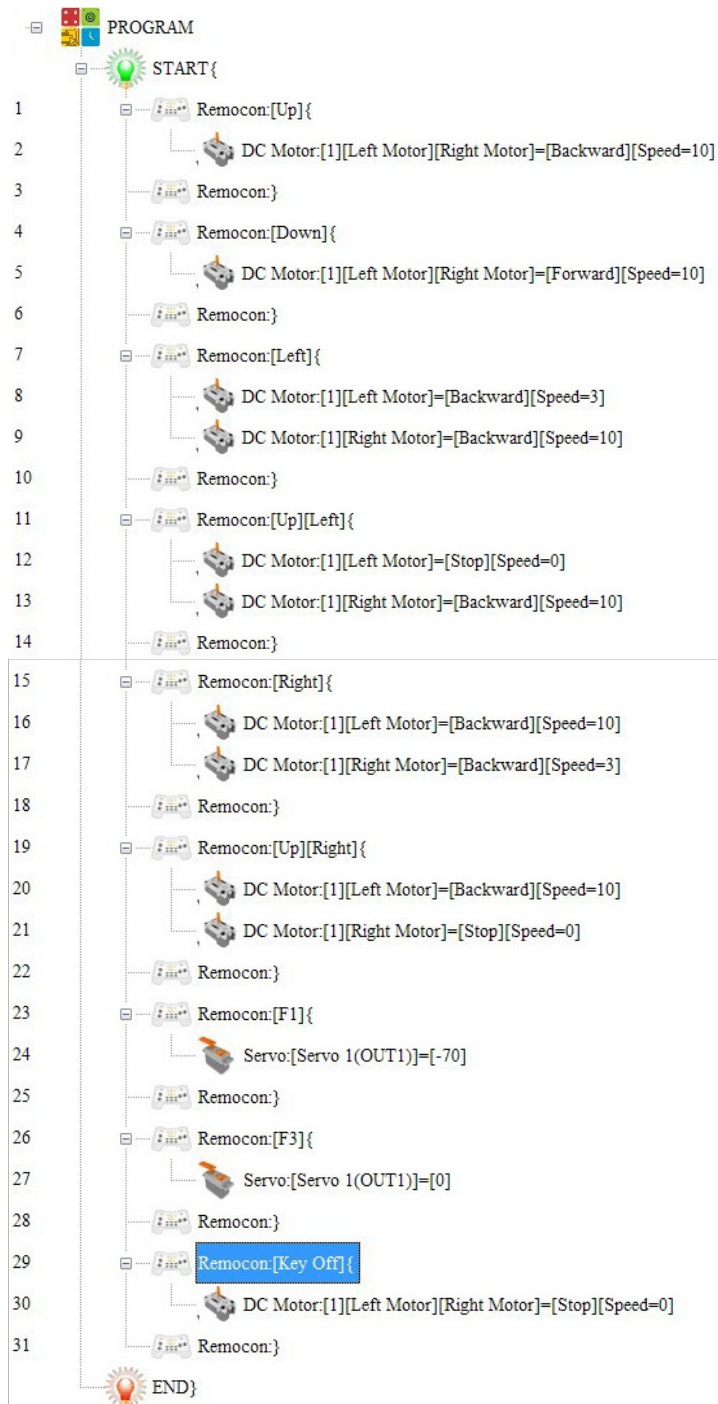 PROGRAM
START{
1 Remocon:[Up]{
2 DC Motor:[1][Left Motor][Right Motor]=[Backward][Speed=10]
3 Remocon:}
4 Remocon:[Down]{
5 DC Motor:[1][Left Motor][Right Motor]=[Forward][Speed=10]
6 Remocon:}
7 Remocon:[Left]{
8 DC Motor:[1][Left Motor]=[Backward][Speed=3]
9 DC Motor:[1][Right Motor]=[Backward][Speed=10]
10 Remocon:}
11 Remocon:[Up][Left]{
12 DC Motor:[1][Left Motor]=[Stop][Speed=0]
13 DC Motor:[1][Right Motor]=[Backward][Speed=10]
14 Remocon:}
15 Remocon:[Right]{
16 DC Motor:[1][Left Motor]=[Backward][Speed=10]
17 DC Motor:[1][Right Motor]=[Backward][Speed=3]
18 Remocon:}
19 Remocon:[Up][Right]{
20 DC Motor:[1][Left Motor]=[Backward][Speed=10]
21 DC Motor:[1][Right Motor]=[Stop][Speed=0]
22 Remocon:}
23 Remocon:[F1]{
24 Servo:[Servo 1(OUT1)]=[-70]
25 Remocon:}
26 Remocon:[F3]{
27 Servo:[Servo 1(OUT1)]=[0]
28 Remocon:}
29 Remocon:[Key Off]{
30 DC Motor:[1][Left Motor][Right Motor]=[Stop][Speed=0]
31 Remocon:}
END}